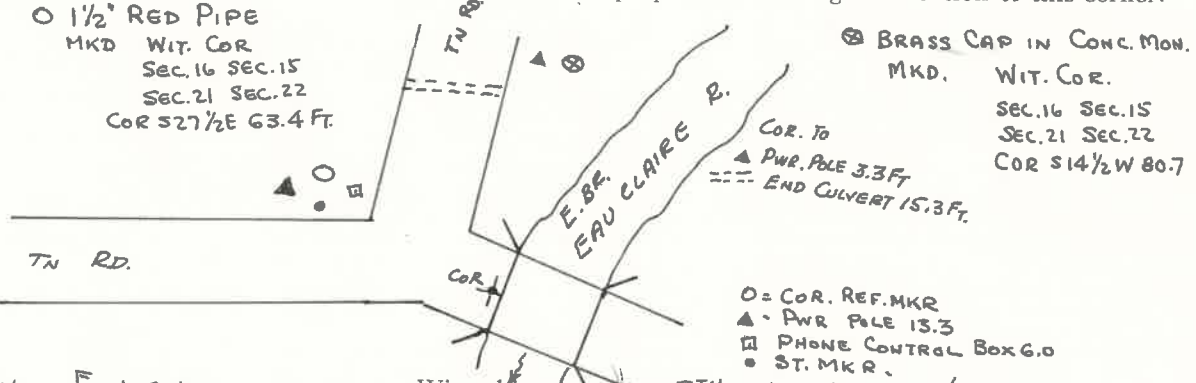 O 1½" RED PIPE
MKD WIT. COR
SEC.16 SEC.15
SEC.21 SEC.22
COR S27½E 63.4 FT.
TN RD.
⊗ BRASS CAP IN CONC. MON.
MKD. WIT. COR.
SEC.16 SEC.15
SEC.21 SEC.22
COR S14½W 80.7
E. BR.
EAU CLAIRE R.
COR. TO
▲ PWR. POLE 3.3 FT
==== END CULVERT 15.3 FT.
TN RD.
COR
O = COR. REF. MKR
▲ - PWR POLE 13.3
⊡ PHONE CONTROL BOX 6.0
• ST. MKR.